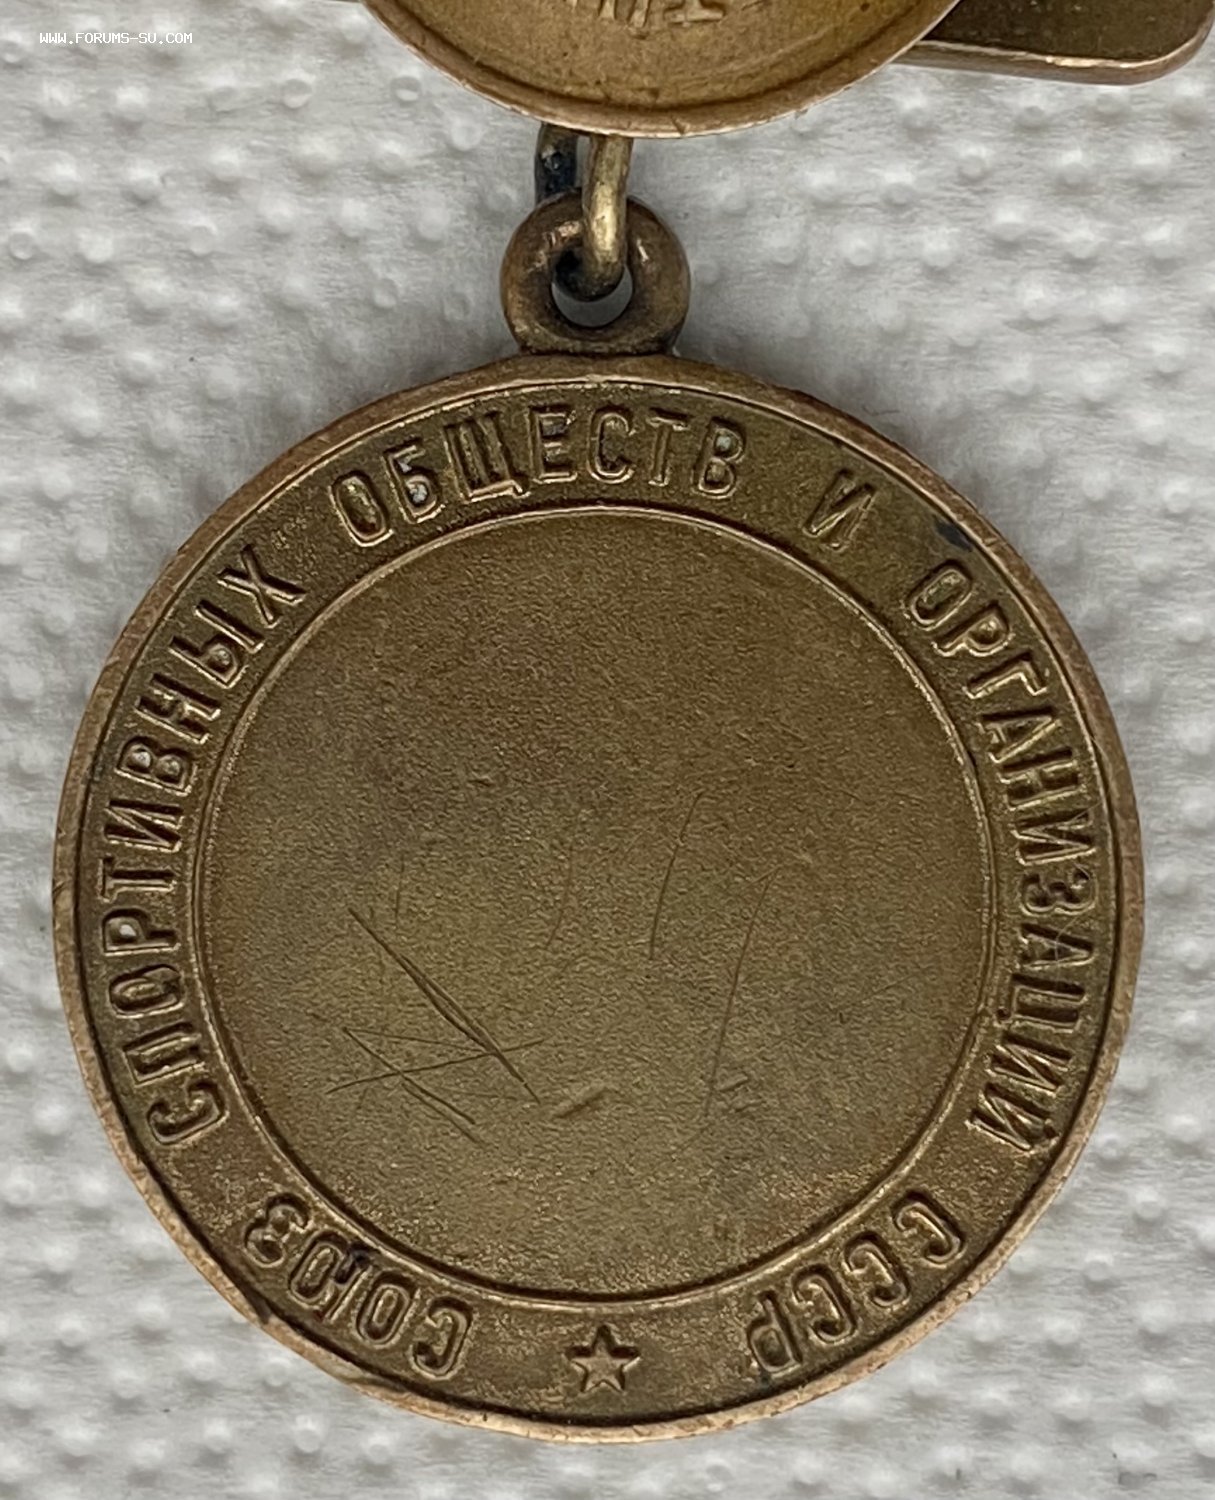 WWW.FORUMS-SU.COM
СОЮЗ СПОРТИВНЫХ ОБЩЕСТВ И ОРГАНИЗАЦИЙ СССР